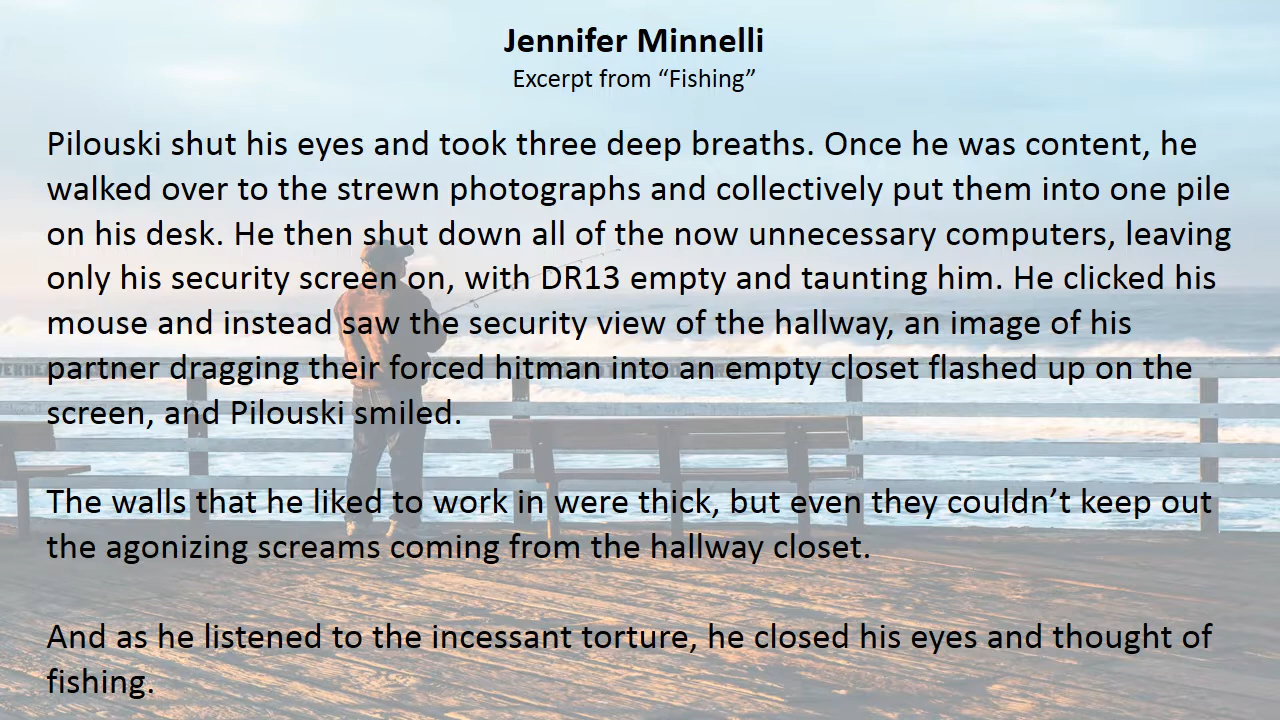 Jennifer Minnelli
Excerpt from “Fishing”
Pilouski shut his eyes and took three deep breaths. Once he was content, he
walked over to the strewn photographs and collectively put them into one pile
on his desk. He then shut down all of the now unnecessary computers, leaving
only his security screen on, with DR13 empty and taunting him. He clicked his
mouse and instead saw the security view of the hallway, an image of his
partner dragging their forced hitman into an empty closet flashed up on the
screen, and Pilouski smiled.
The walls that he liked to work in were thick, but even they couldn’t keep out
the agonizing screams coming from the hallway closet.
And as he listened to the incessant torture, he closed his eyes and thought of
fishing.